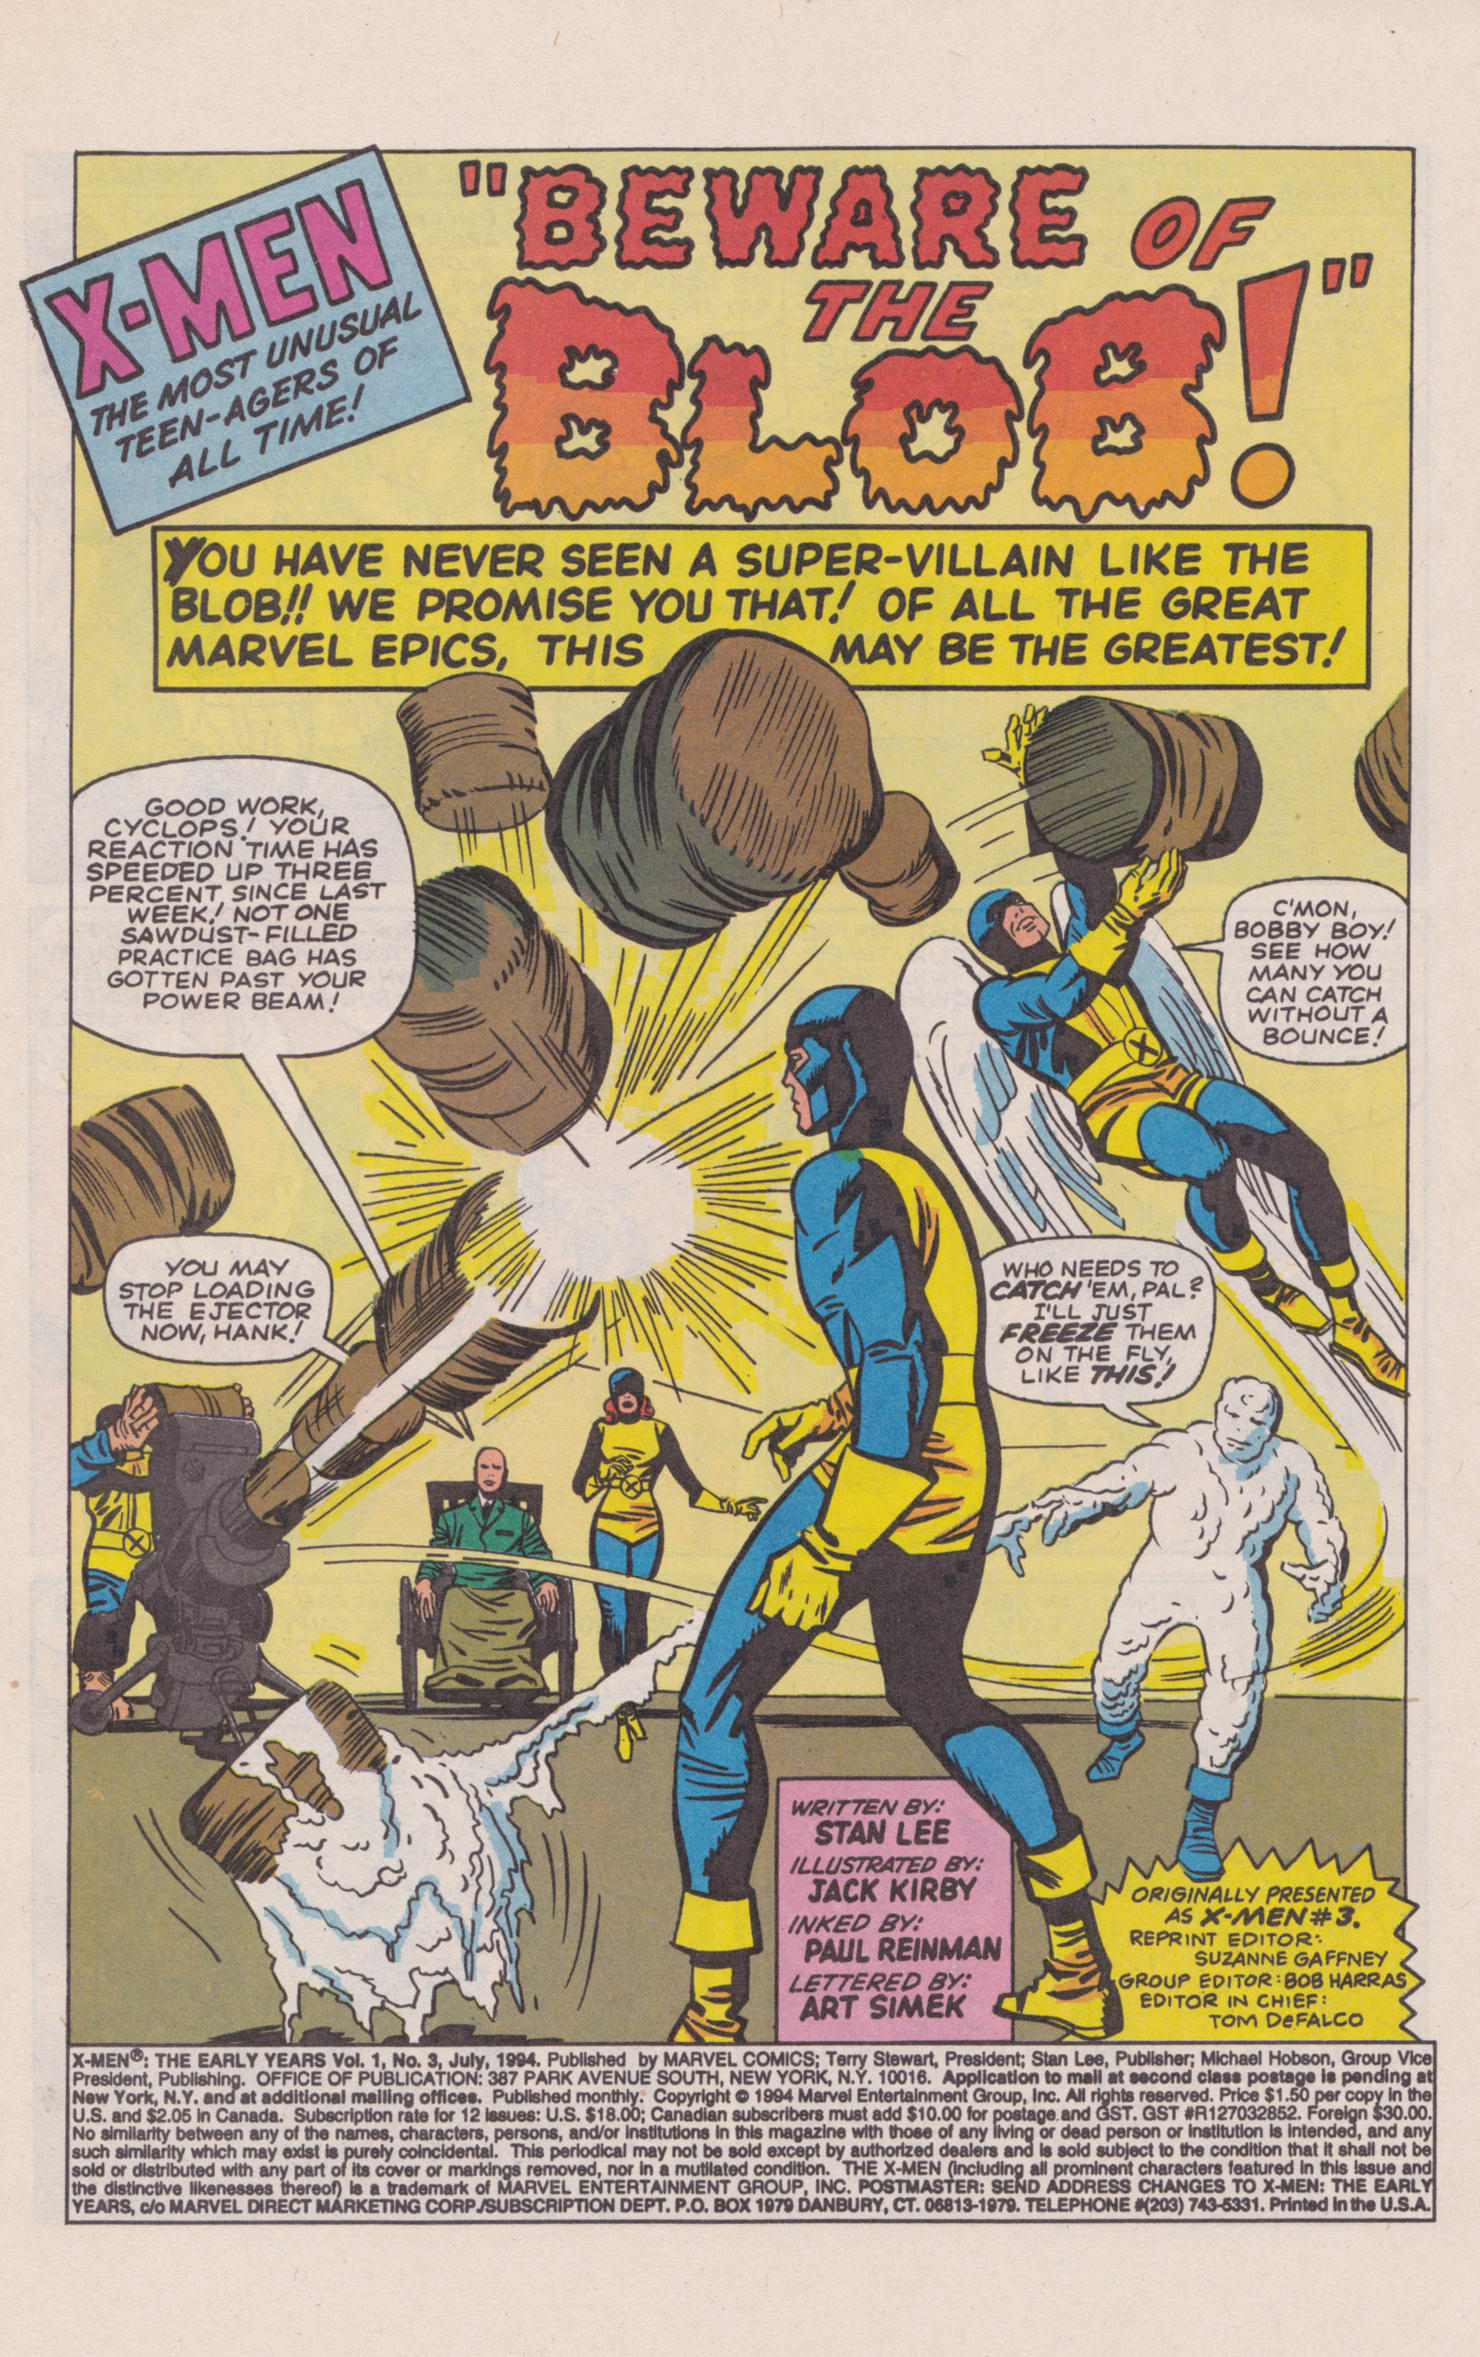 X-MEN
THE MOST UNUSUAL
TEEN-AGERS OF
ALL TIME!
"BEWARE OF
THE
BLOB!"
YOU HAVE NEVER SEEN A SUPER-VILLAIN LIKE THE
BLOB!! WE PROMISE YOU THAT! OF ALL THE GREAT
MARVEL EPICS, THIS MAY BE THE GREATEST!
GOOD WORK,
CYCLOPS! YOUR
REACTION TIME HAS
SPEEDED UP THREE
PERCENT SINCE LAST
WEEK! NOT ONE
SAWDUST-FILLED
PRACTICE BAG HAS
GOTTEN PAST YOUR
POWER BEAM!
C'MON,
BOBBY BOY!
SEE HOW
MANY YOU
CAN CATCH
WITHOUT A
BOUNCE!
YOU MAY
STOP LOADING
THE EJECTOR
NOW, HANK!
WHO NEEDS TO
CATCH 'EM, PAL?
I'LL JUST
FREEZE THEM
ON THE FLY,
LIKE THIS!
WRITTEN BY:
STAN LEE
ILLUSTRATED BY:
JACK KIRBY
INKED BY:
PAUL REINMAN
LETTERED BY:
ART SIMEK
ORIGINALLY PRESENTED
AS X-MEN #3.
REPRINT EDITOR:
SUZANNE GAFFNEY
GROUP EDITOR: BOB HARRAS
EDITOR IN CHIEF:
TOM DeFALCO
X-MEN®: THE EARLY YEARS Vol. 1, No. 3, July, 1994. Published by MARVEL COMICS; Terry Stewart, President; Stan Lee, Publisher; Michael Hobson, Group Vice
President, Publishing. OFFICE OF PUBLICATION: 387 PARK AVENUE SOUTH, NEW YORK, N.Y. 10016. Application to mail at second class postage is pending at
New York, N.Y. and at additional mailing offices. Published monthly. Copyright © 1994 Marvel Entertainment Group, Inc. All rights reserved. Price $1.50 per copy in the
U.S. and $2.05 in Canada. Subscription rate for 12 issues: U.S. $18.00; Canadian subscribers must add $10.00 for postage and GST. GST #R127032852. Foreign $30.00.
No similarity between any of the names, characters, persons, and/or institutions in this magazine with those of any living or dead person or institution is intended, and any
such similarity which may exist is purely coincidental. This periodical may not be sold except by authorized dealers and is sold subject to the condition that it shall not be
sold or distributed with any part of its cover or markings removed, nor in a mutilated condition. THE X-MEN (including all prominent characters featured in this issue and
the distinctive likenesses thereof) is a trademark of MARVEL ENTERTAINMENT GROUP, INC. POSTMASTER: SEND ADDRESS CHANGES TO X-MEN: THE EARLY
YEARS, c/o MARVEL DIRECT MARKETING CORP./SUBSCRIPTION DEPT. P.O. BOX 1979 DANBURY, CT. 06813-1979. TELEPHONE #(203) 743-5331. Printed in the U.S.A.